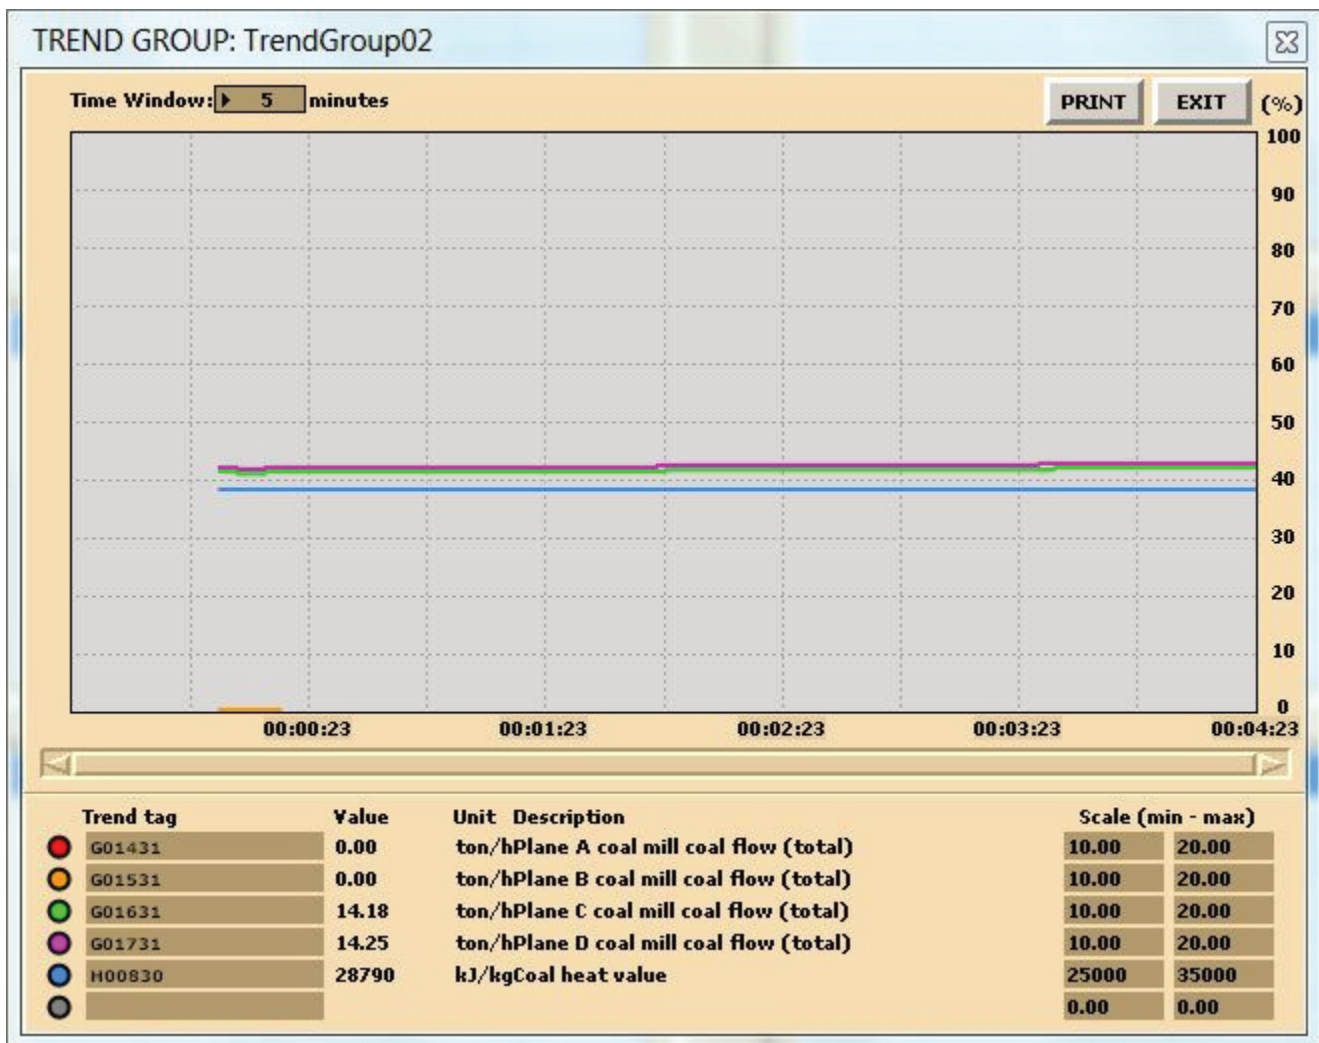 TREND GROUP: TrendGroup02
Time Window: 5 minutes
PRINT EXIT (%)
100
90
80
70
60
50
40
30
20
10
0
00:00:23 00:01:23 00:02:23 00:03:23 00:04:23
Trend tag Value Unit Description Scale (min - max)
G01431 0.00 ton/hPlane A coal mill coal flow (total) 10.00 20.00
G01531 0.00 ton/hPlane B coal mill coal flow (total) 10.00 20.00
G01631 14.18 ton/hPlane C coal mill coal flow (total) 10.00 20.00
G01731 14.25 ton/hPlane D coal mill coal flow (total) 10.00 20.00
H00830 28790 kJ/kgCoal heat value 25000 35000
0.00 0.00